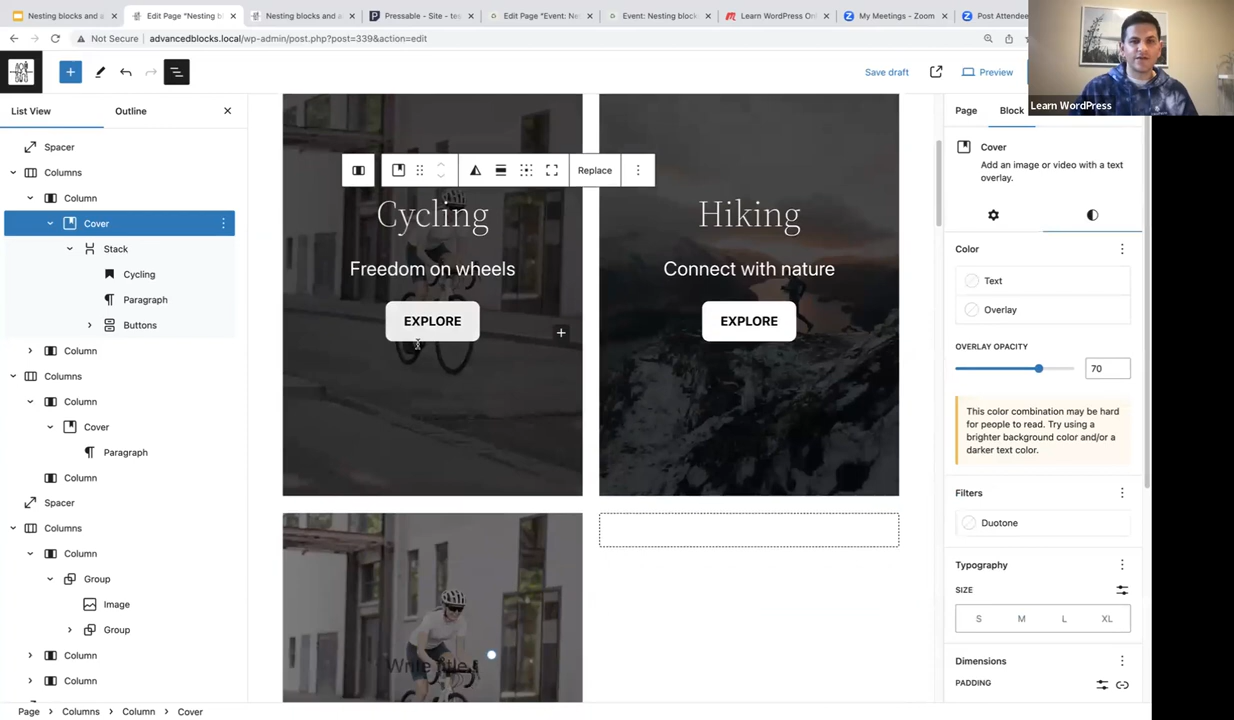 Edit Page "Nesting b
Nesting blocks and a
Pressable - Site - tes
Edit Page "Event: Ne
Event: Nesting block
Learn WordPress Onl
My Meetings - Zoom
Post Attendee
Not Secure | advancedblocks.local/wp-admin/post.php?post=339&action=edit
Save draft
Preview
Learn WordPress
List View
Outline
Spacer
Columns
Column
Cover
Stack
Cycling
Paragraph
Buttons
Column
Columns
Column
Cover
Paragraph
Column
Spacer
Columns
Column
Group
Image
Group
Column
Column
Replace
Cycling
Freedom on wheels
EXPLORE
Hiking
Connect with nature
EXPLORE
Write title
Page
Block
Cover
Add an image or video with a text
overlay.
Color
Text
Overlay
OVERLAY OPACITY
70
This color combination may be hard
for people to read. Try using a
brighter background color and/or a
darker text color.
Filters
Duotone
Typography
SIZE
S M L XL
Dimensions
PADDING
Page > Columns > Column > Cover